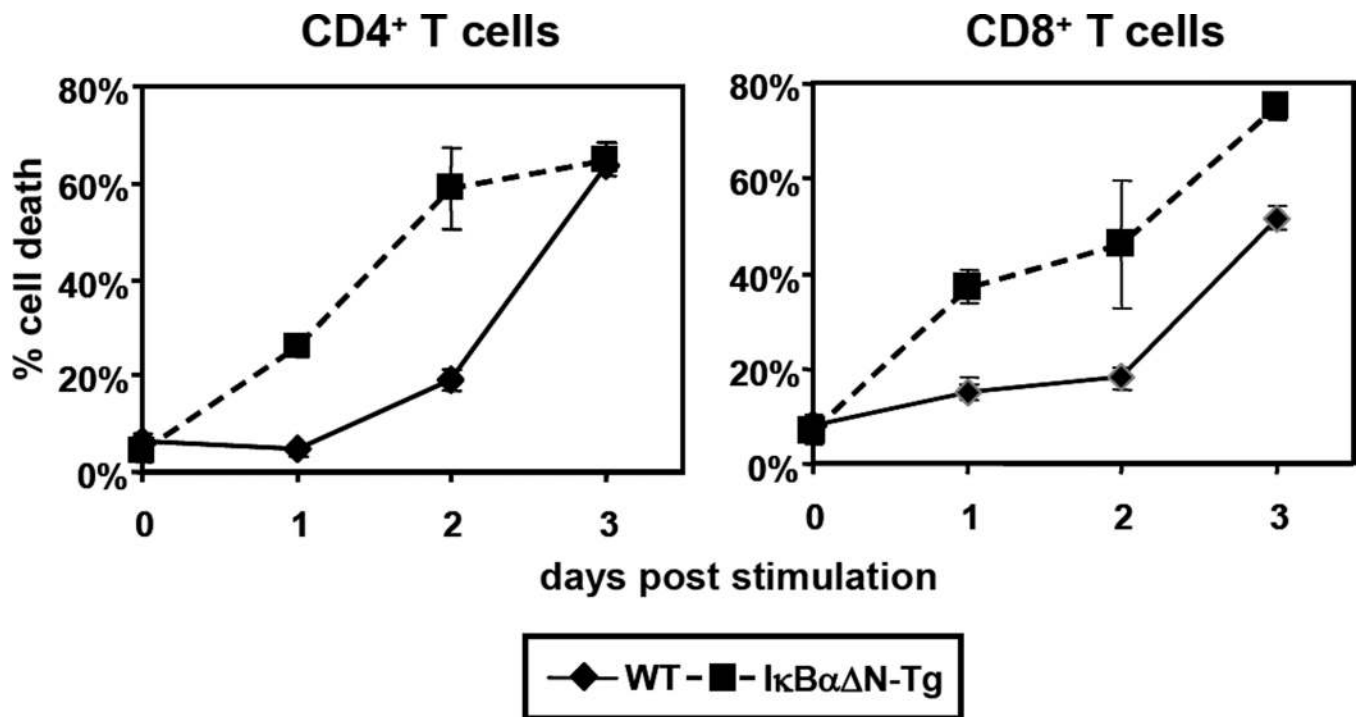 CD4⁺ T cells
80%
60%
40%
20%
0%
% cell death
0 1 2 3
CD8⁺ T cells
80%
60%
40%
20%
0%
0 1 2 3
days post stimulation
WT IκBαΔN-Tg